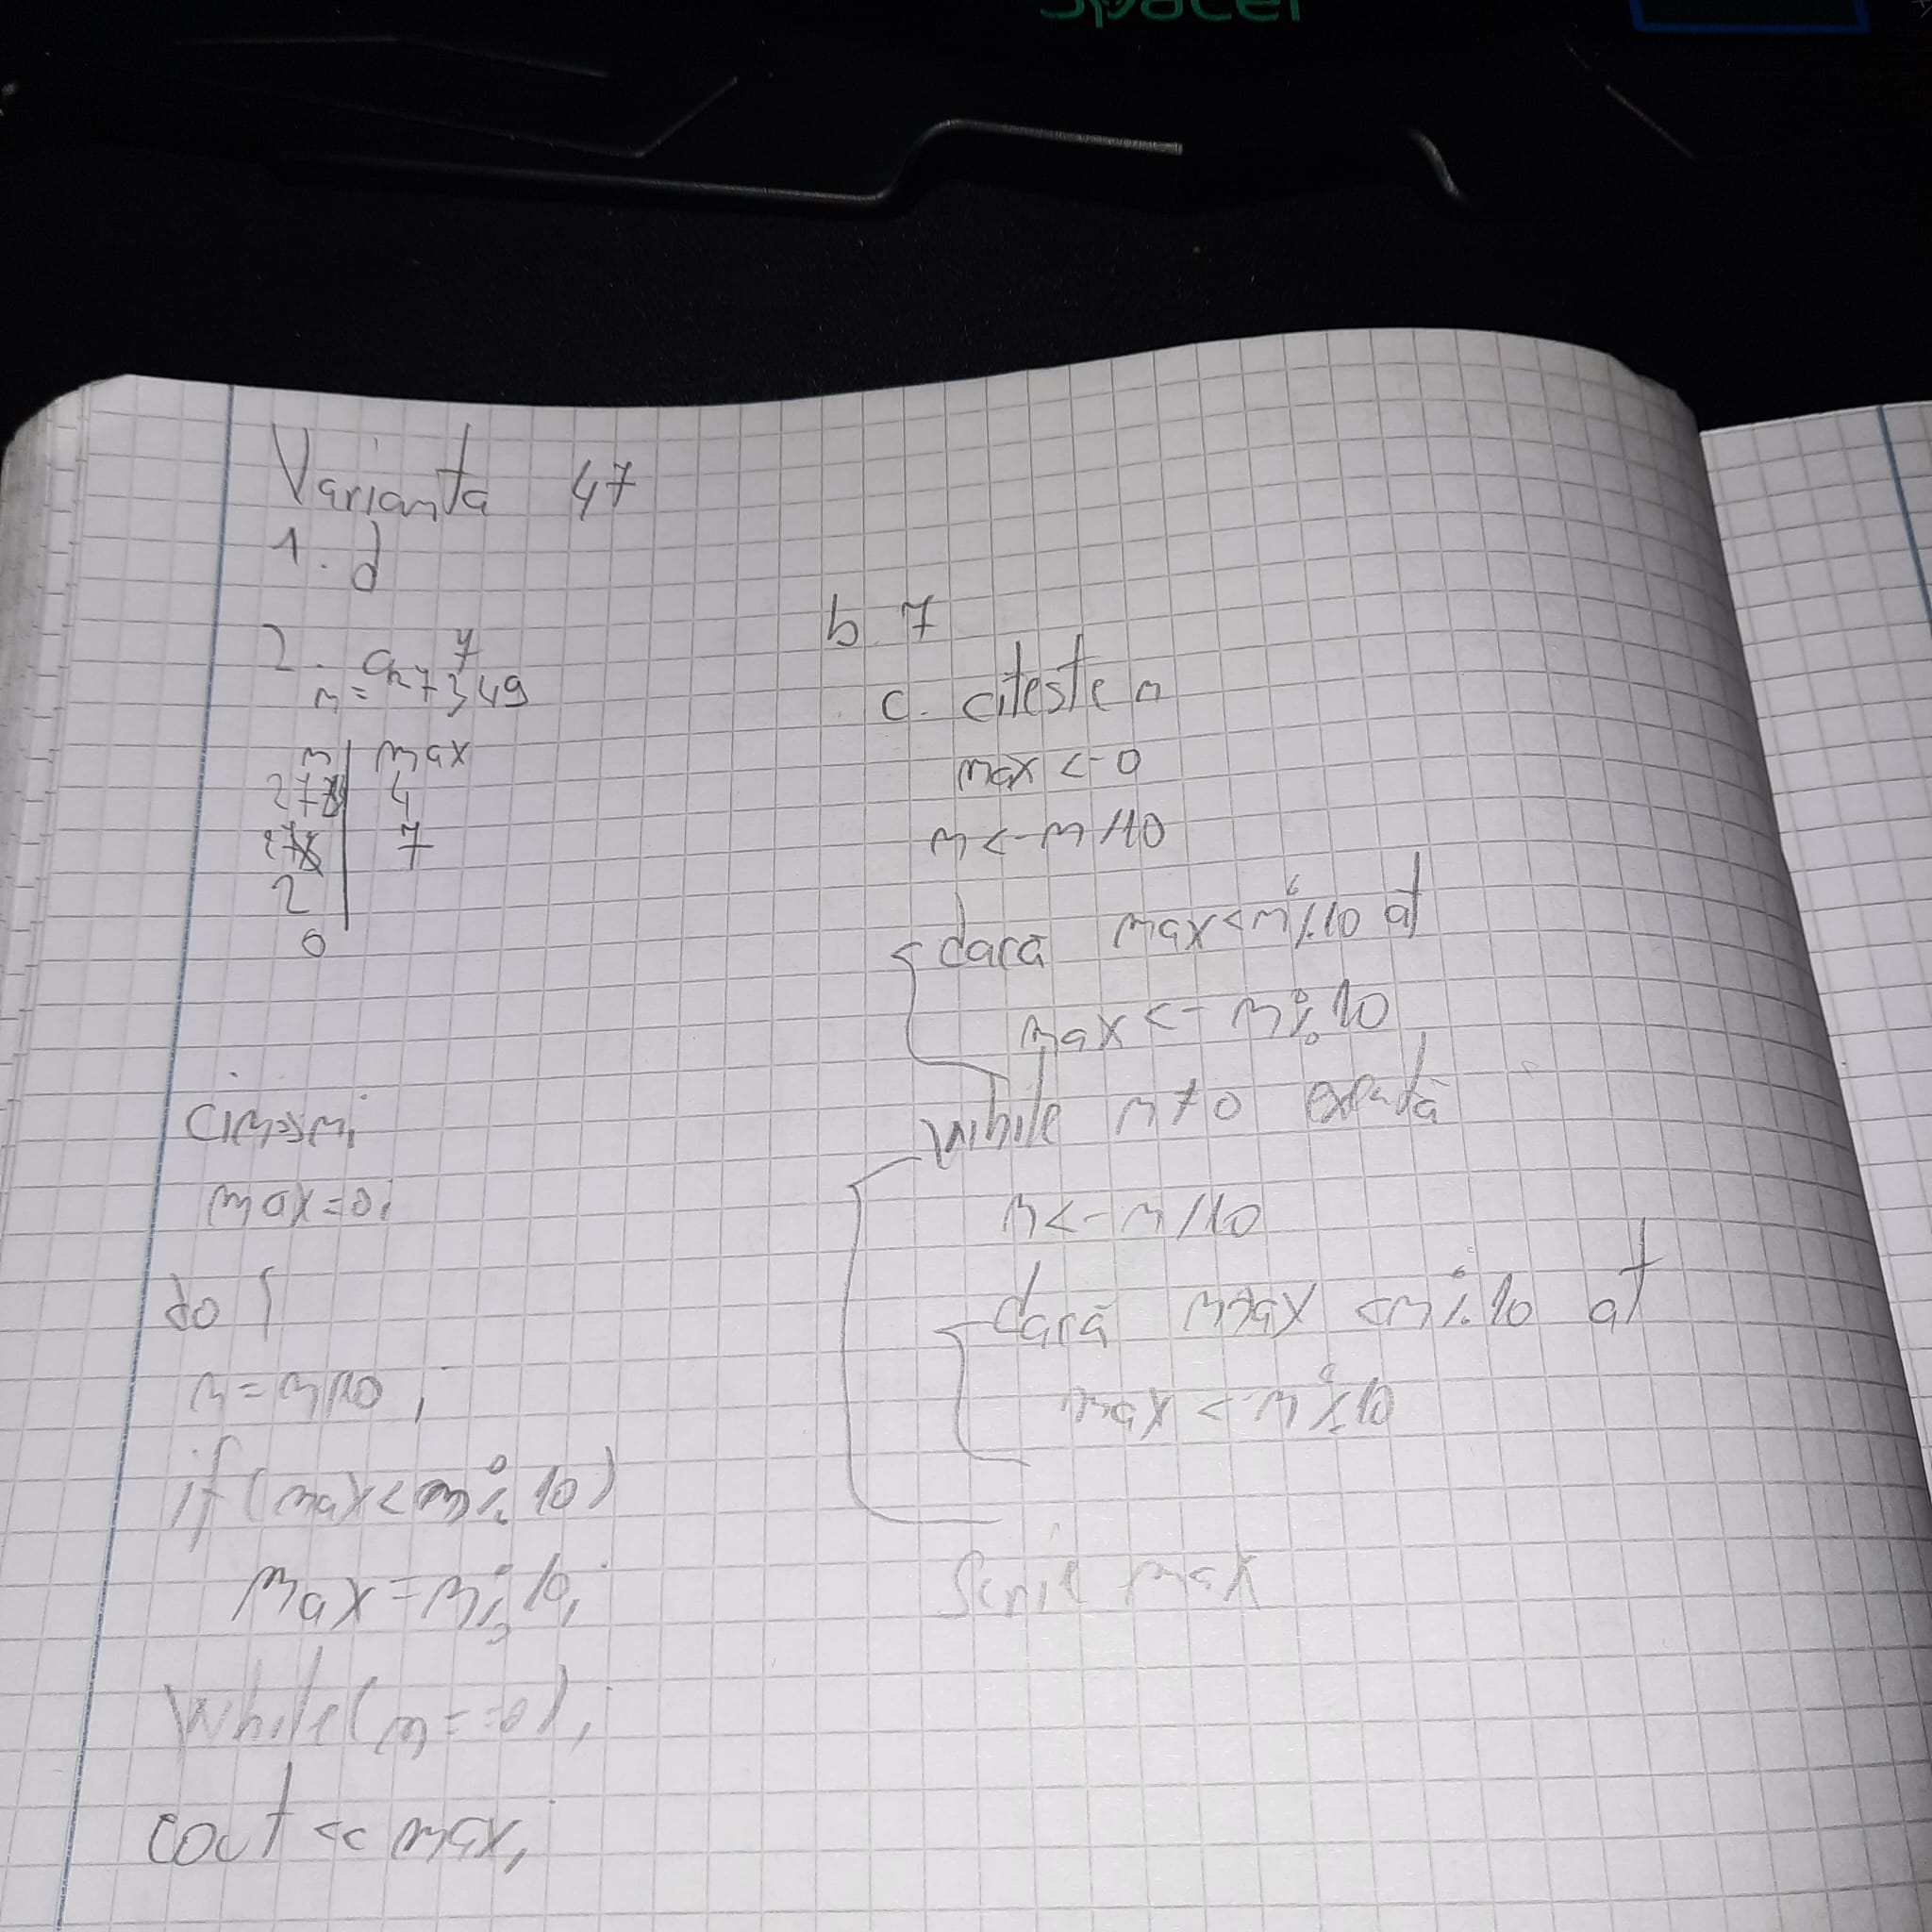 Spacer
Varianta 47
1. d
2. a. 7
n = 27349
n | max
4
7
2
0
cin>>n;
max=0;
do {
n = n/10;
if (max < n%10)
max = n%10;
while (n==0);
cout << max;
b. 7
c. citeste n
max <- 0
n <- n/10
dacă max < n%10 at
max <- n%10
while n≠0 execută
n <- n/10
dacă max < n%10 at
max <- n%10
Scrie max